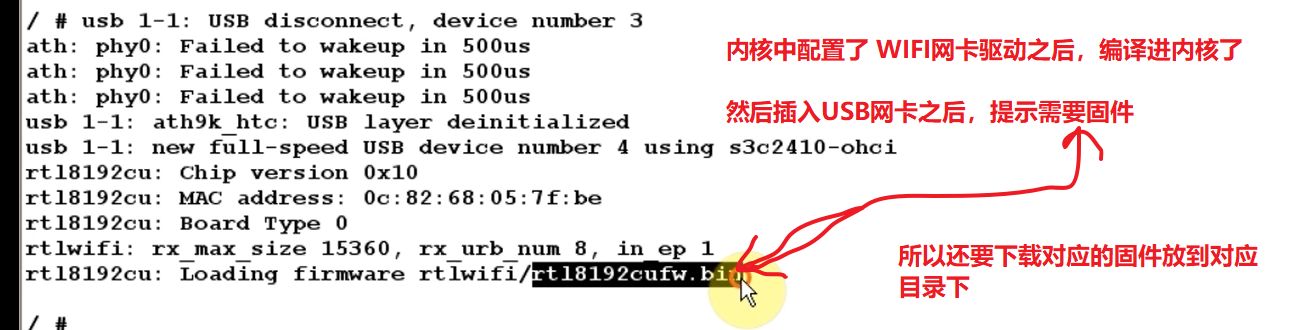 / # usb 1-1: USB disconnect, device number 3
ath: phy0: Failed to wakeup in 500us
ath: phy0: Failed to wakeup in 500us
ath: phy0: Failed to wakeup in 500us
usb 1-1: ath9k_htc: USB layer deinitialized
usb 1-1: new full-speed USB device number 4 using s3c2410-ohci
rtl8192cu: Chip version 0x10
rtl8192cu: MAC address: 0c:82:68:05:7f:be
rtl8192cu: Board Type 0
rtlwifi: rx_max_size 15360, rx_urb_num 8, in_ep 1
rtl8192cu: Loading firmware rtlwifi/rtl8192cufw.bin
/ #
内核中配置了 WIFI网卡驱动之后，编译进内核了
然后插入USB网卡之后，提示需要固件
所以还要下载对应的固件放到对应
目录下